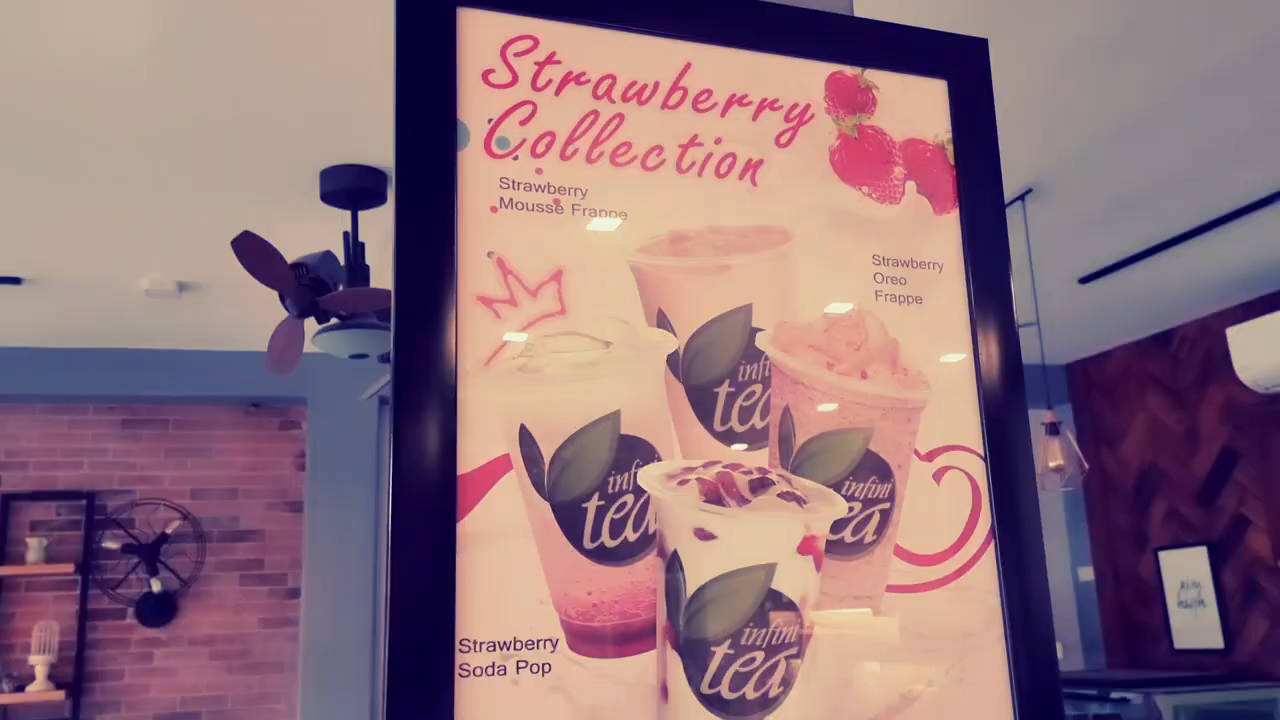 Strawberry
Collection
Strawberry
Mousse Frappe
Strawberry
Oreo
Frappe
infini
tea
infini
tea
infini
tea
infini
tea
Strawberry
Soda Pop